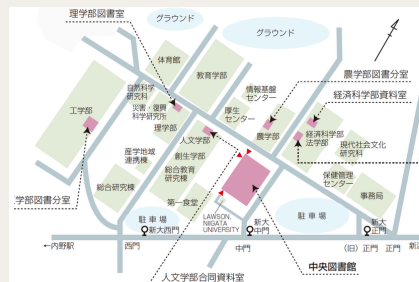 理学部図書室
グラウンド
グラウンド
体育館
教育学部
自然科学
研究科
災害・復興
科学研究所
情報基盤
センター
農学部図書分室
経済科学部資料室
工学部
理学部
厚生
センター
人文学部
農学部
経済科学部
法学部
産学地域
連携棟
創生学部
現代社会文化
研究科
総合教育
研究棟
学部図書分室
総合研究棟
保健管理
センター
第一食堂
事務局
LAWSON,
NIIGATA
UNIVERSITY
駐車場
新大西門
新大
中門
駐車場
新大
正門
←内野駅
西門
中門
(旧)正門
正門
新潟
人文学部合同資料室
中央図書館